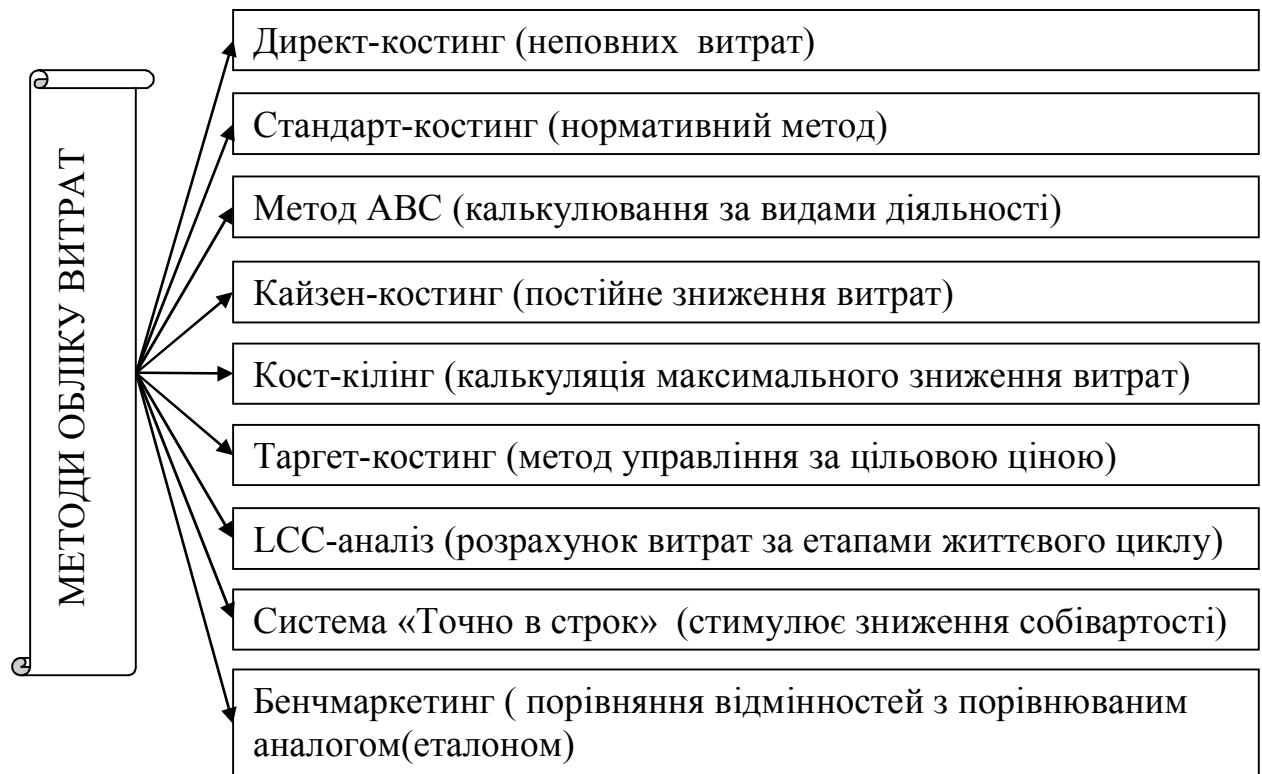 МЕТОДИ ОБЛІКУ ВИТРАТ
Директ-костинг (неповних витрат)
Стандарт-костинг (нормативний метод)
Метод АВС (калькулювання за видами діяльності)
Кайзен-костинг (постійне зниження витрат)
Кост-кілінг (калькуляція максимального зниження витрат)
Таргет-костинг (метод управління за цільовою ціною)
LCC-аналіз (розрахунок витрат за етапами життєвого циклу)
Система «Точно в строк» (стимулює зниження собівартості)
Бенчмаркетинг ( порівняння відмінностей з порівнюваним
аналогом(еталоном)